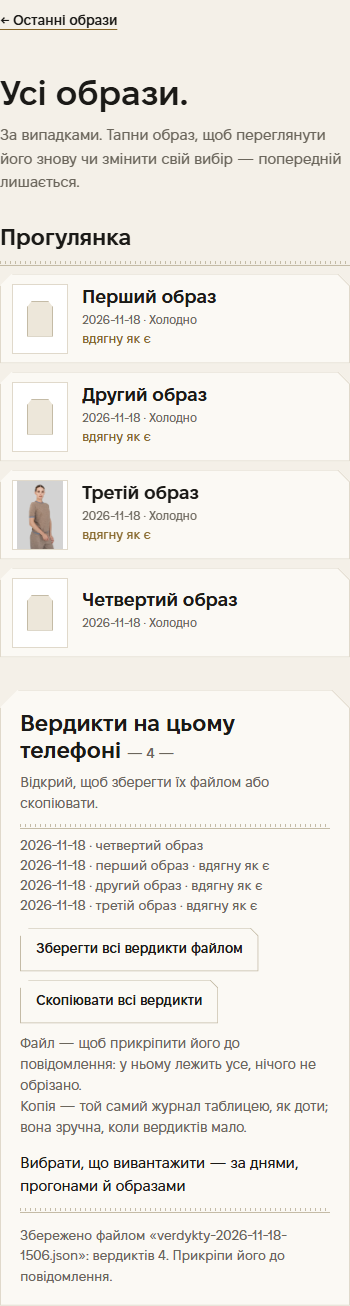 ← Останні образи
Усі образи.
За випадками. Тапни образ, щоб переглянути
його знову чи змінити свій вибір — попередній
лишається.
Прогулянка
Перший образ
2026-11-18 · Холодно
вдягну як є
Другий образ
2026-11-18 · Холодно
вдягну як є
Третій образ
2026-11-18 · Холодно
вдягну як є
Четвертий образ
2026-11-18 · Холодно
Вердикти на цьому
телефоні — 4 —
Відкрий, щоб зберегти їх файлом або
скопіювати.
2026-11-18 · четвертий образ
2026-11-18 · перший образ · вдягну як є
2026-11-18 · другий образ · вдягну як є
2026-11-18 · третій образ · вдягну як є
Зберегти всі вердикти файлом
Скопіювати всі вердикти
Файл — щоб прикріпити його до
повідомлення: у ньому лежить усе, нічого не
обрізано.
Копія — той самий журнал таблицею, як доти;
вона зручна, коли вердиктів мало.
Вибрати, що вивантажити — за днями,
прогонами й образами
Збережено файлом «verdykty-2026-11-18-
1506.json»: вердиктів 4. Прикріпи його до
повідомлення.